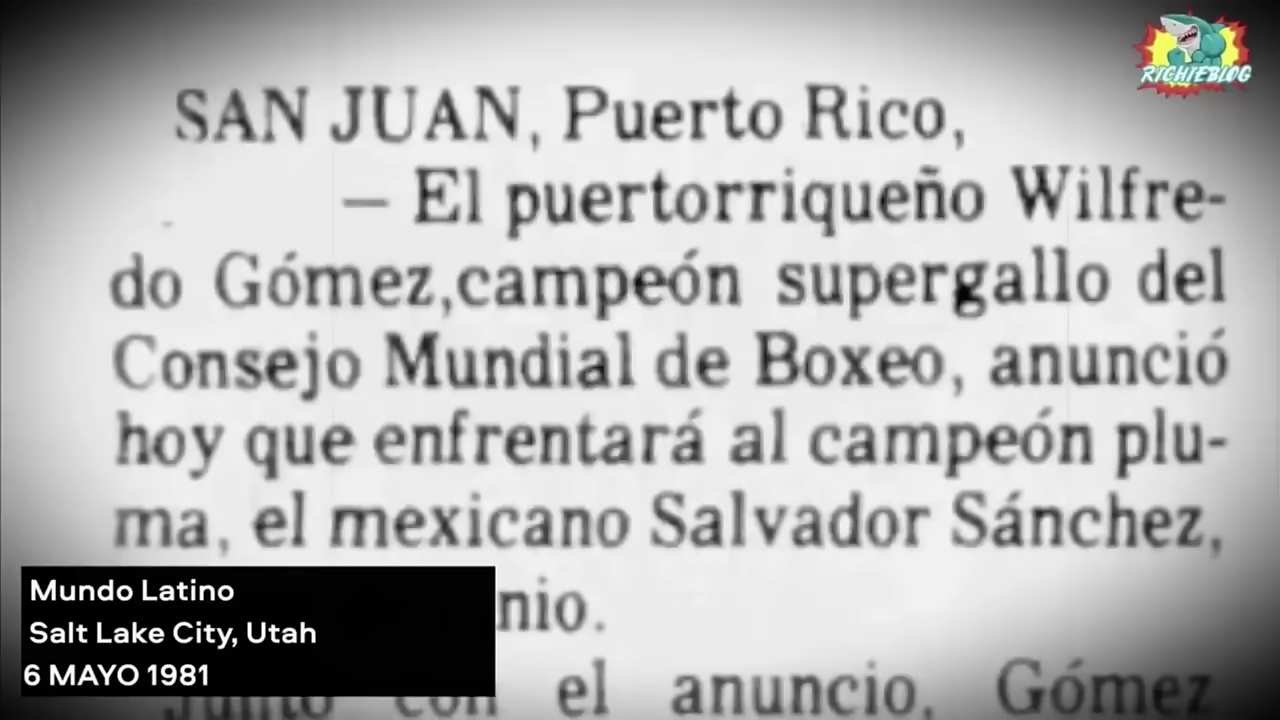 RICHIEBLOG
SAN JUAN, Puerto Rico,
— El puertorriqueño Wilfre-
do Gómez,campeón supergallo del
Consejo Mundial de Boxeo, anunció
hoy que enfrentará al campeón plu-
ma, el mexicano Salvador Sánchez,
nio.
Junto con el anuncio, Gómez
Mundo Latino
Salt Lake City, Utah
6 MAYO 1981